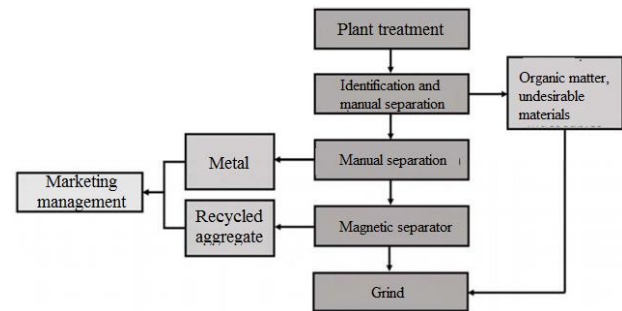 Plant treatment
Identification and
manual separation
Organic matter,
undesirable
materials
Metal
Manual separation
Marketing
management
Recycled
aggregate
Magnetic separator
Grind